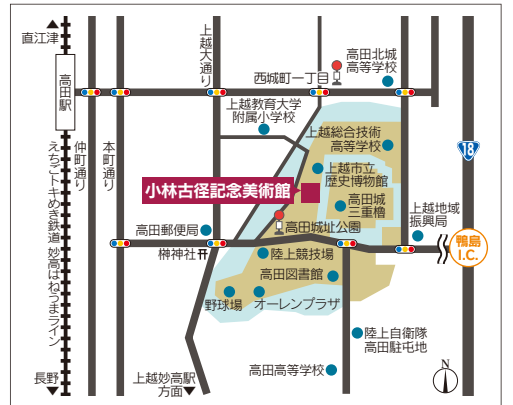 ▲
直江津
高田駅
えちごトキめき鉄道 妙高はねうまライン
長野
▼
仲町通り
本町通り
上越大通り
西城町一丁目
高田北城
高等学校
上越教育大学
附属小学校
上越総合技術
高等学校
上越市立
歴史博物館
小林古径記念美術館
高田城
三重櫓
18
高田郵便局
高田城址公園
上越地域
振興局
鴨島
I.C.
榊神社
陸上競技場
高田図書館
野球場
オーレンプラザ
陸上自衛隊
高田駐屯地
上越妙高駅
方面▼
高田高等学校
N